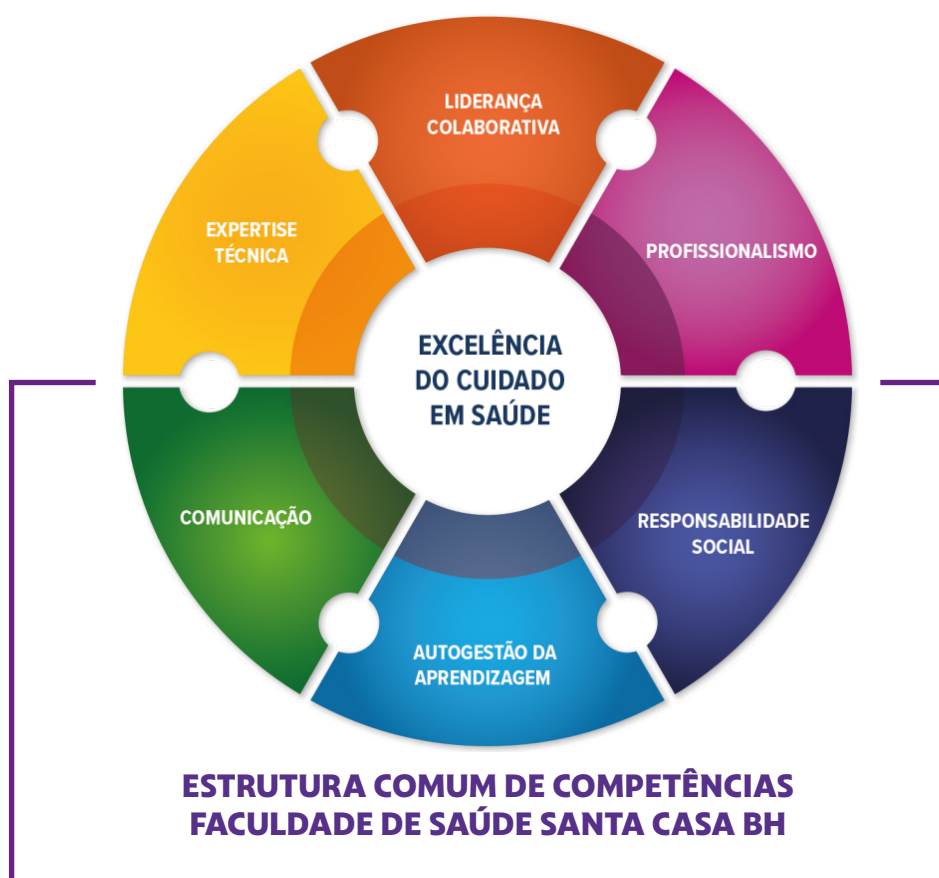 LIDERANÇA
COLABORATIVA
EXPERTISE
TÉCNICA
PROFISSIONALISMO
EXCELÊNCIA
DO CUIDADO
EM SAÚDE
COMUNICAÇÃO
RESPONSABILIDADE
SOCIAL
AUTOGESTÃO DA
APRENDIZAGEM
ESTRUTURA COMUM DE COMPETÊNCIAS
FACULDADE DE SAÚDE SANTA CASA BH